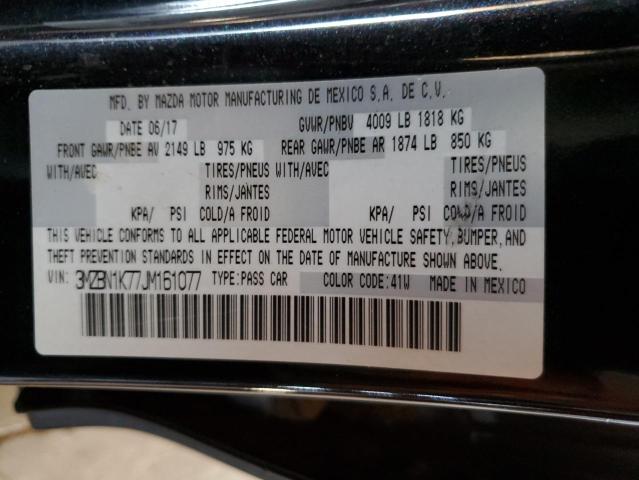 MFD. BY MAZDA MOTOR MANUFACTURING DE MEXICO S.A. DE C.V.
DATE 06/17 GVWR/PNBV 4009 LB 1818 KG
FRONT GAWR/PNBE AV 2149 LB 975 KG REAR GAWR/PNBE AR 1874 LB 850 KG
WITH/AVEC TIRES/PNEUS WITH/AVEC TIRES/PNEUS
RIMS/JANTES RIMS/JANTES
KPA/ PSI COLD/A FROID KPA/ PSI COLD/A FROID
THIS VEHICLE CONFORMS TO ALL APPLICABLE FEDERAL MOTOR VEHICLE SAFETY, BUMPER, AND
THEFT PREVENTION STANDARDS IN EFFECT ON THE DATE OF MANUFACTURE SHOWN ABOVE.
VIN: 3MZBN1K77JM161077 TYPE:PASS CAR COLOR CODE:41W MADE IN MEXICO